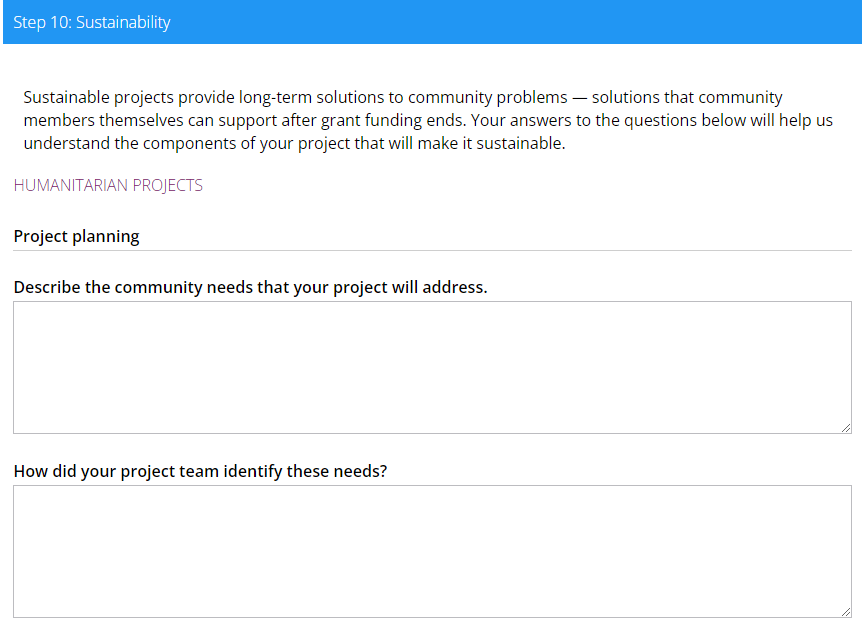 Step 10: Sustainability
Sustainable projects provide long-term solutions to community problems — solutions that community
members themselves can support after grant funding ends. Your answers to the questions below will help us
understand the components of your project that will make it sustainable.
HUMANITARIAN PROJECTS
Project planning
Describe the community needs that your project will address.
How did your project team identify these needs?